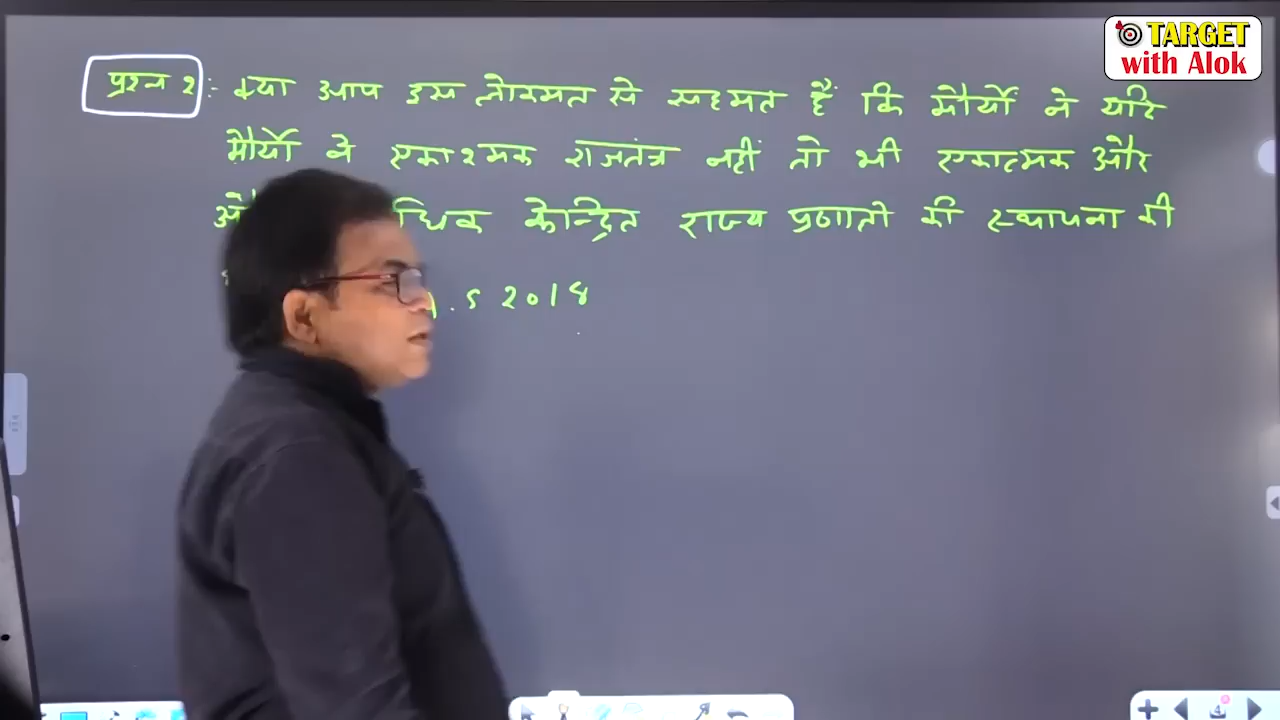 TARGET
with Alok
प्रश्न 2 :- क्या आप इस लोकमत से सहमत हैं कि मौर्यों ने यदि
मौर्यो ने एकाश्मक राजतंत्र नहीं तो भी एकात्मक और
केन्द्रित राज्य प्रणाली की स्थापना की
.S 2018